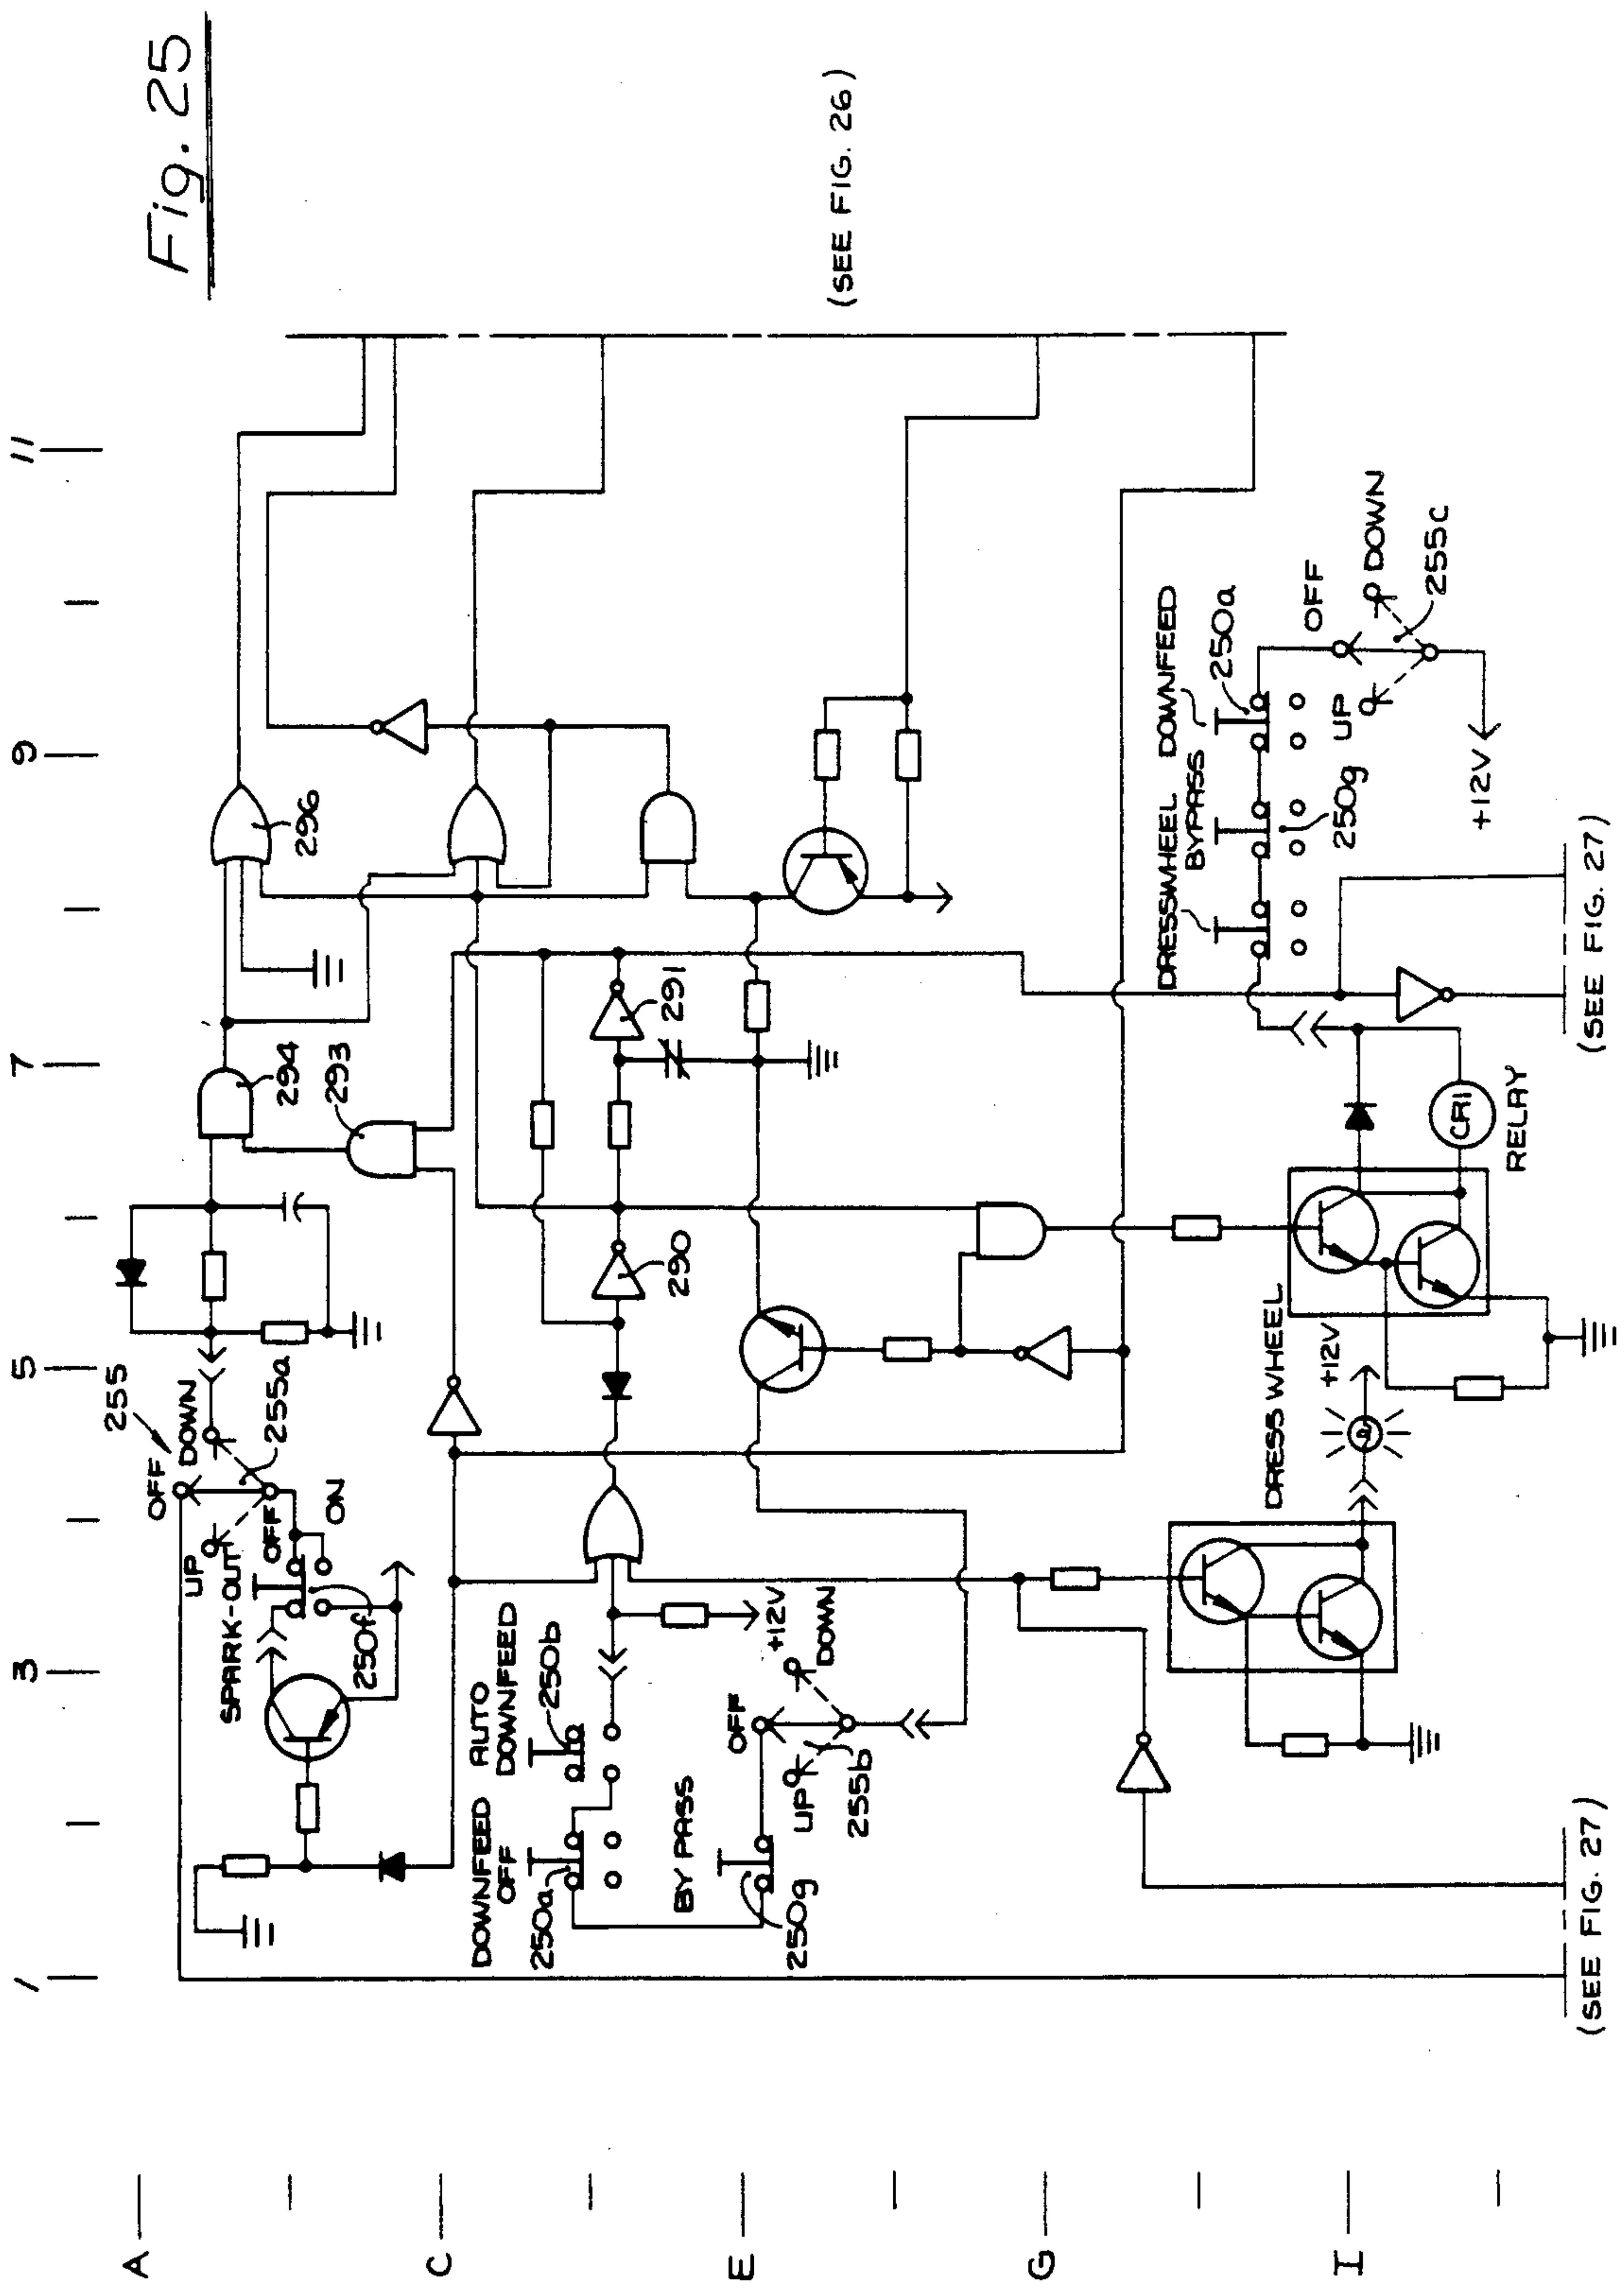 Fig. 25
1
3
5
7
9
11
A
C
E
G
I
255
OFF
UP
DOWN
255a
SPARK-OUT
OFF
ON
250f
294
293
296
DOWNFEED
OFF
AUTO
DOWNFEED
250a
250b
290
291
BY PASS
250g
OFF
UP
DOWN
255b
+12V
(SEE FIG. 26)
DRESS WHEEL
+12V
CR1
RELAY
DRESSWHEEL
BYPASS
DOWNFEED
250a
250g
OFF
UP
DOWN
255c
+12V
(SEE FIG. 27)
(SEE FIG. 27)